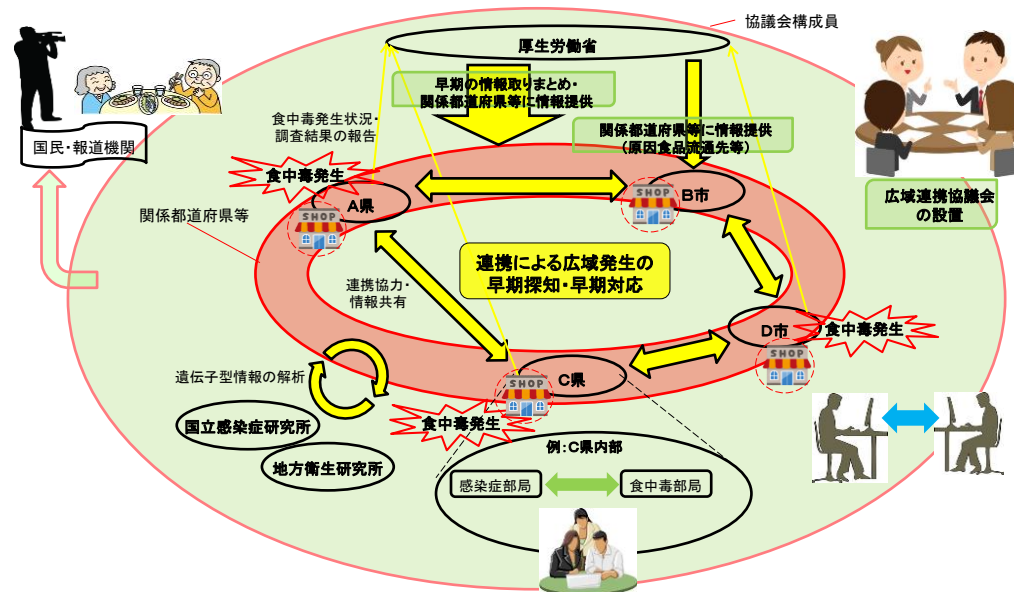 協議会構成員
厚生労働省
早期の情報取りまとめ・
関係都道府県等に情報提供
食中毒発生状況・
調査結果の報告
関係都道府県等に情報提供
（原因食品流通先等）
国民・報道機関
食中毒発生
A県
SHOP
B市
SHOP
広域連携協議会
の設置
関係都道府県等
連携による広域発生の
早期探知・早期対応
連携協力・
情報共有
D市
食中毒発生
SHOP
C県
SHOP
遺伝子型情報の解析
食中毒発生
国立感染症研究所
地方衛生研究所
例：C県内部
感染症部局
食中毒部局